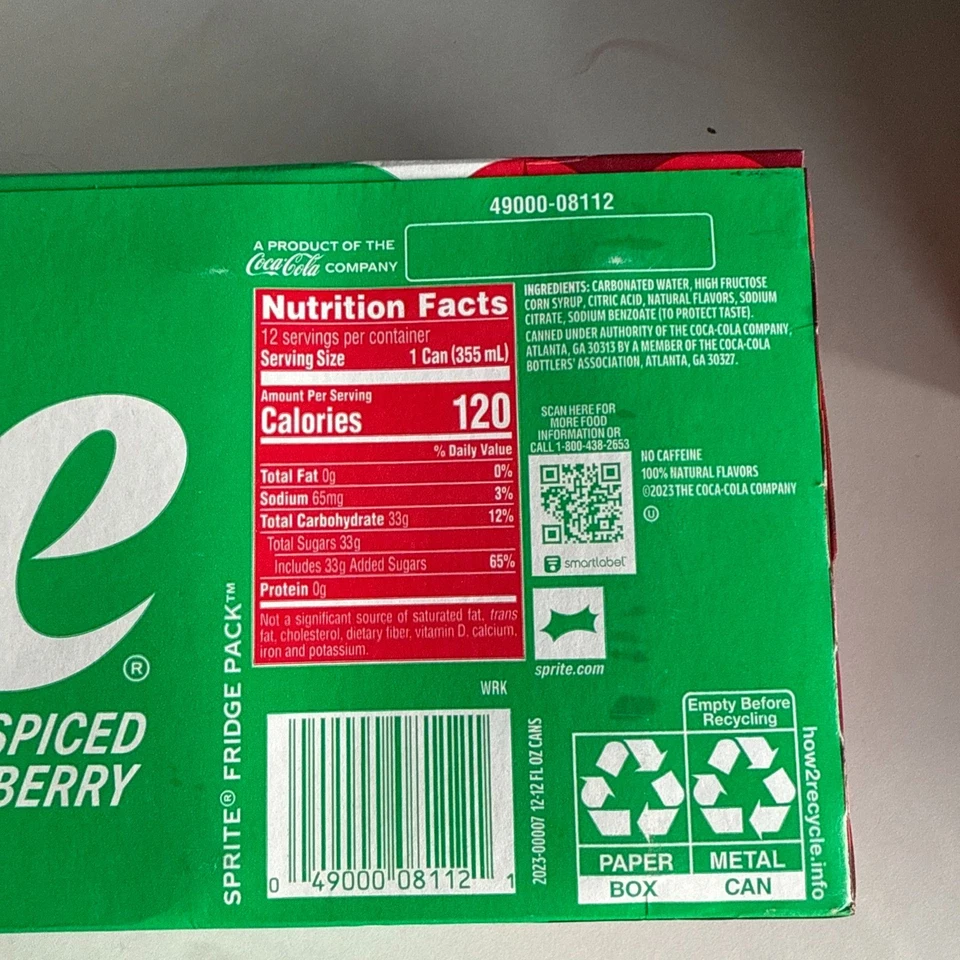 49000-08112
A PRODUCT OF THE
Coca-Cola COMPANY
Nutrition Facts
12 servings per container
Serving Size 1 Can (355 mL)
Amount Per Serving
Calories 120
% Daily Value
Total Fat 0g 0%
Sodium 65mg 3%
Total Carbohydrate 33g 12%
Total Sugars 33g
Includes 33g Added Sugars 65%
Protein 0g
Not a significant source of saturated fat, trans
fat, cholesterol, dietary fiber, vitamin D, calcium,
iron and potassium.
INGREDIENTS: CARBONATED WATER, HIGH FRUCTOSE
CORN SYRUP, CITRIC ACID, NATURAL FLAVORS, SODIUM
CITRATE, SODIUM BENZOATE (TO PROTECT TASTE).
CANNED UNDER AUTHORITY OF THE COCA-COLA COMPANY,
ATLANTA, GA 30313 BY A MEMBER OF THE COCA-COLA
BOTTLERS' ASSOCIATION, ATLANTA, GA 30327.
SCAN HERE FOR
MORE FOOD
INFORMATION OR
CALL 1-800-438-2653
NO CAFFEINE
100% NATURAL FLAVORS
©2023 THE COCA-COLA COMPANY
U
smartlabel™
sprite.com
WRK
e®
SPICED
BERRY
SPRITE® FRIDGE PACK™
0 49000 08112 1
2023-00007 12-12 FL OZ CANS
Empty Before
Recycling
PAPER METAL
BOX CAN
how2recycle.info